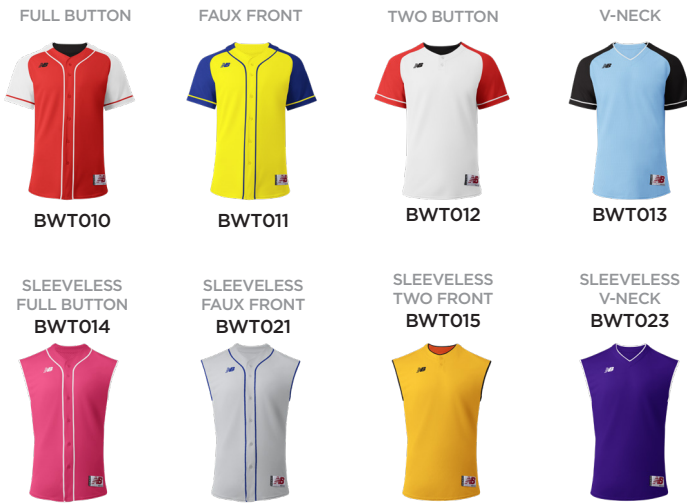 FULL BUTTON
FAUX FRONT
TWO BUTTON
V-NECK
BWT010
BWT011
BWT012
BWT013
SLEEVELESS
FULL BUTTON
BWT014
SLEEVELESS
FAUX FRONT
BWT021
SLEEVELESS
TWO FRONT
BWT015
SLEEVELESS
V-NECK
BWT023